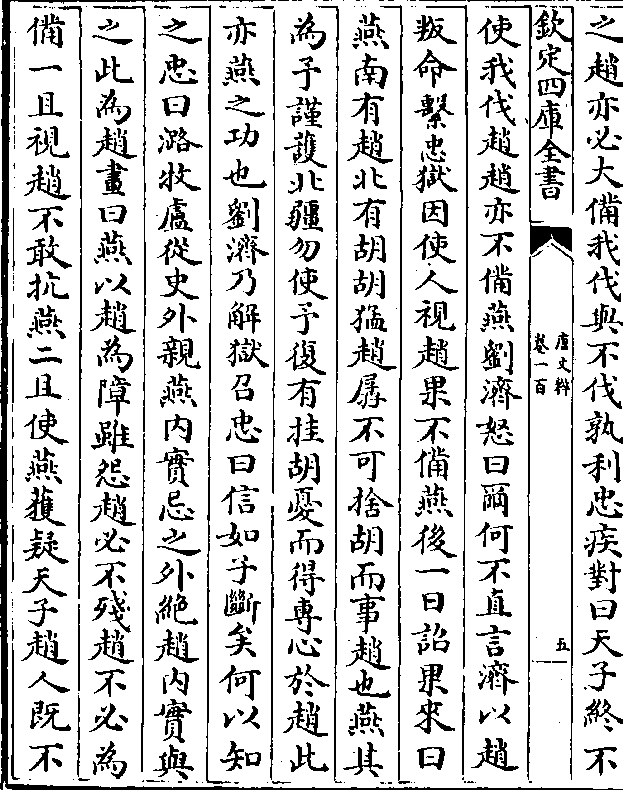 之趙亦必大備我伐與不伐孰利忠疾對曰天子終不
欽定四庫全書
唐文粹
卷一百
五
使我伐趙趙亦不備燕劉濟怒曰爾何不直言濟以趙
叛命繫忠獄因使人視趙果不備燕後一日詔果來曰
燕南有趙北有胡胡猛趙孱不可捨胡而事趙也燕其
為予謹護北疆勿使予復有挂胡憂而得專心於趙此
亦燕之功也劉濟乃解獄召忠曰信如子斷矣何以知
之忠曰潞牧盧從史外親燕內實忌之外絶趙內實與
之此為趙畫曰燕以趙為障雖怨趙必不殘趙不必為
備一且視趙不敢抗燕二且使燕獲疑天子趙人既不